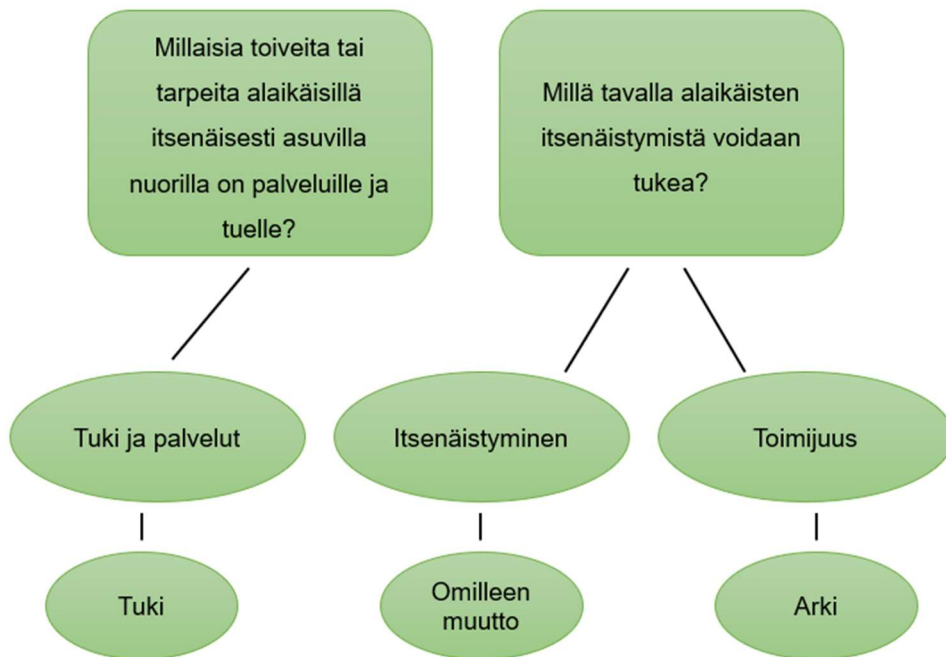 Millaisia toiveita tai
tarpeita alaikäisillä
itsenäisesti asuvilla
nuorilla on palveluille ja
tuelle?
Millä tavalla alaikäisten
itsenäistymistä voidaan
tukea?
Tuki ja palvelut
Itsenäistyminen
Toimijuus
Tuki
Omilleen
muutto
Arki